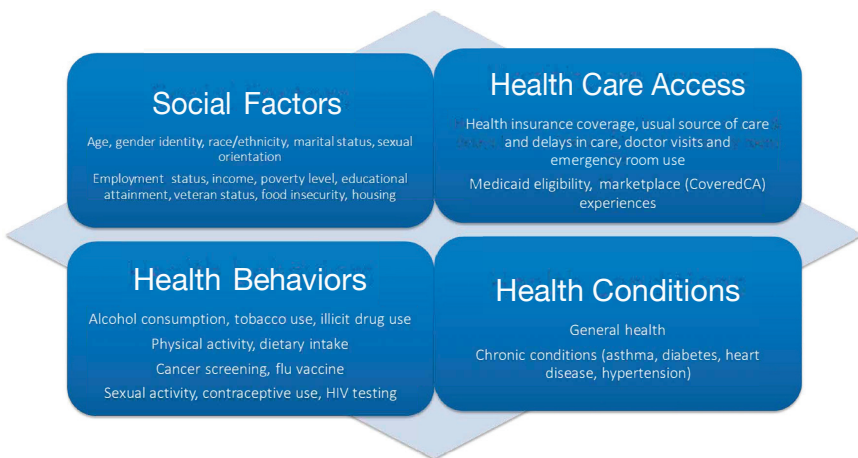 Social Factors
Age, gender identity, race/ethnicity, marital status, sexual
orientation
Employment status, income, poverty level, educational
attainment, veteran status, food insecurity, housing
Health Care Access
Health insurance coverage, usual source of care
and delays in care, doctor visits and
emergency room use
Medicaid eligibility, marketplace (CoveredCA)
experiences
Health Behaviors
Alcohol consumption, tobacco use, illicit drug use
Physical activity, dietary intake
Cancer screening, flu vaccine
Sexual activity, contraceptive use, HIV testing
Health Conditions
General health
Chronic conditions (asthma, diabetes, heart
disease, hypertension)